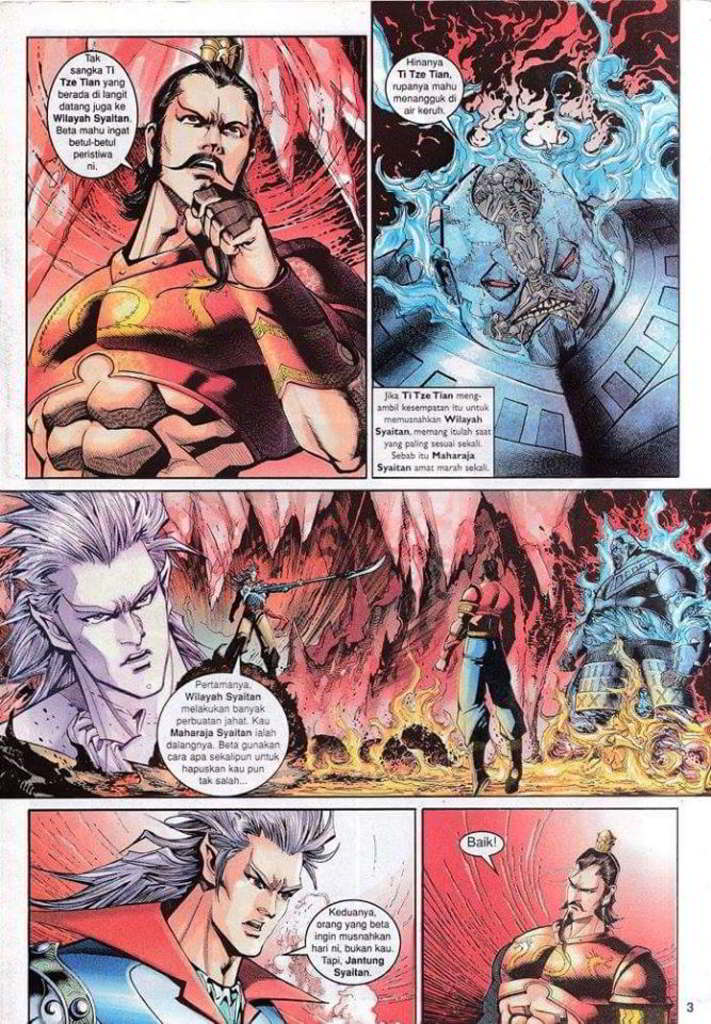 Tak
sangka Ti
Tze Tian yang
berada di langit
datang juga ke
Wilayah Syaitan.
Beta mahu ingat
betul-betul
peristiwa
ni.
Hinanya
Ti Tze Tian,
rupanya mahu
menangguk di
air keruh.
Jika Ti Tze Tian meng-
ambil kesempatan itu untuk
memusnahkan Wilayah
Syaitan, memang itulah saat
yang paling sesuai sekali.
Sebab itu Maharaja
Syaitan amat marah sekali.
Pertamanya,
Wilayah Syaitan
melakukan banyak
perbuatan jahat. Kau
Maharaja Syaitan ialah
dalangnya. Beta gunakan
cara apa sekalipun untuk
hapuskan kau pun
tak salah...
Keduanya,
orang yang beta
ingin musnahkan
hari ni, bukan kau.
Tapi, Jantung
Syaitan.
Baik!
3